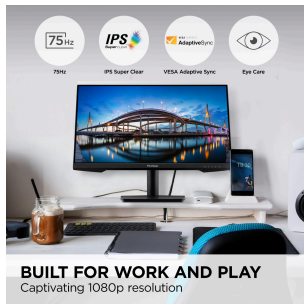 75Hz
IPS
SuperClear
VESA
AdaptiveSync
75Hz
IPS Super Clear
VESA Adaptive Sync
Eye Care
BUILT FOR WORK AND PLAY
Captivating 1080p resolution